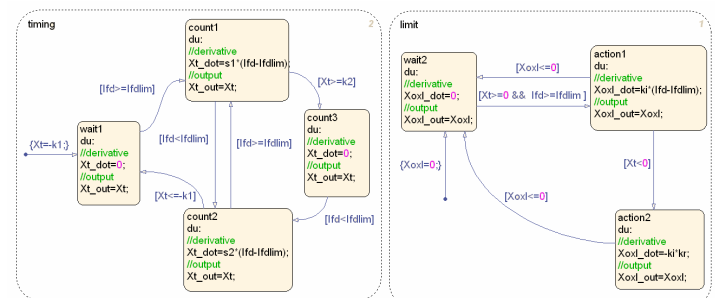 timing
2
count1
du:
//derivative
Xt_dot=s1*(Ifd-Ifdlim);
//output
Xt_out=Xt;
[Ifd>=Ifdlim]
[Xt>=k2]
wait1
du:
//derivative
Xt_dot=0;
//output
Xt_out=Xt;
{Xt=-k1;}
[Ifd<Ifdlim]
[Ifd>=Ifdlim]
count3
du:
//derivative
Xt_dot=0;
//output
Xt_out=Xt;
[Xt<=-k1]
[Ifd<Ifdlim]
count2
du:
//derivative
Xt_dot=s2*(Ifd-Ifdlim);
//output
Xt_out=Xt;
limit
1
wait2
du:
//derivative
Xoxl_dot=0;
//output
Xoxl_out=Xoxl;
[Xoxl<=0]
[Xt>=0 && Ifd>=Ifdlim ]
action1
du:
//derivative
Xoxl_dot=ki*(Ifd-Ifdlim);
//output
Xoxl_out=Xoxl;
{Xoxl=0;}
[Xt<0]
[Xoxl<=0]
action2
du:
//derivative
Xoxl_dot=-ki*kr;
//output
Xoxl_out=Xoxl;